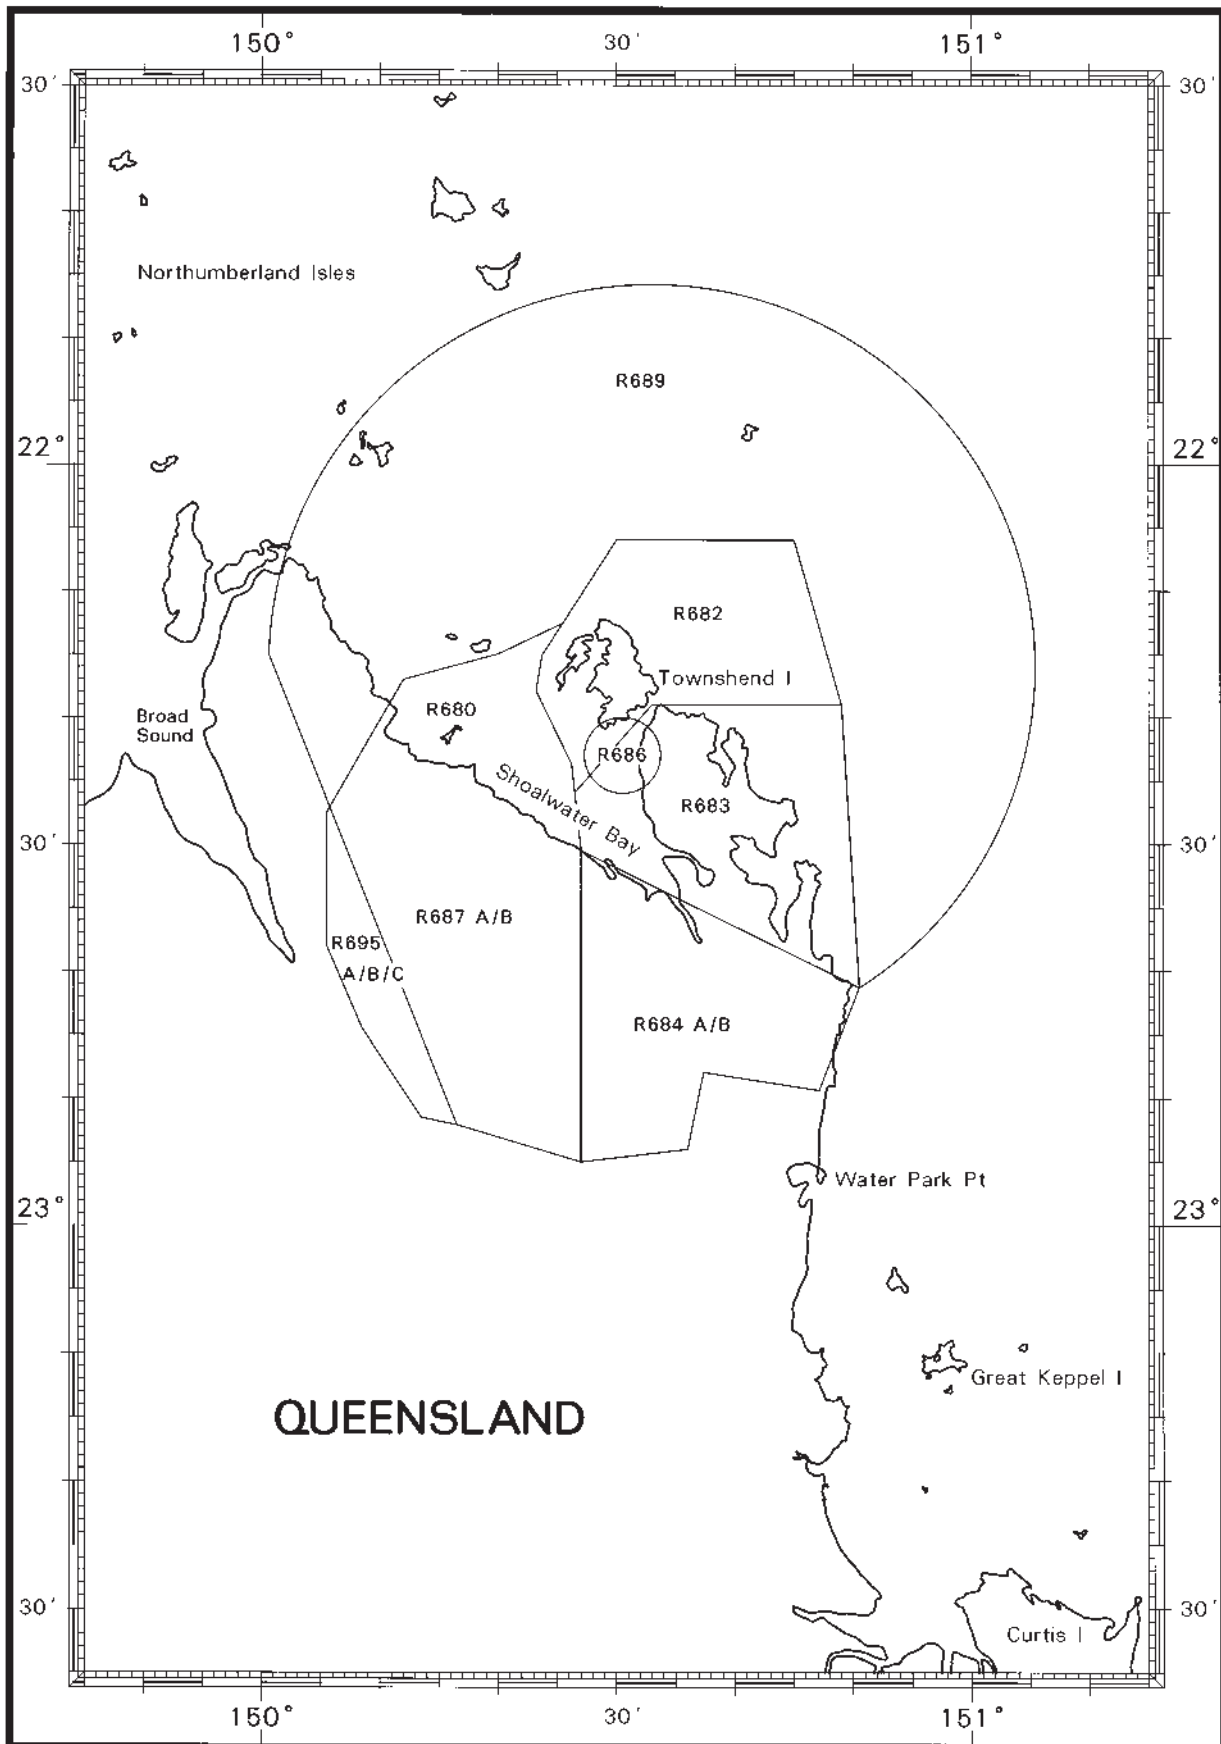 150° 30' 151°
30' 30'
Northumberland Isles
R689
22° 22°
R682
Townshend I
R680
Broad
Sound
R686
Shoalwater Bay
R683
30' 30'
R687 A/B
R695
A/B/C
R684 A/B
Water Park Pt
23° 23°
Great Keppel I
QUEENSLAND
30' 30'
Curtis I
150° 30' 151°